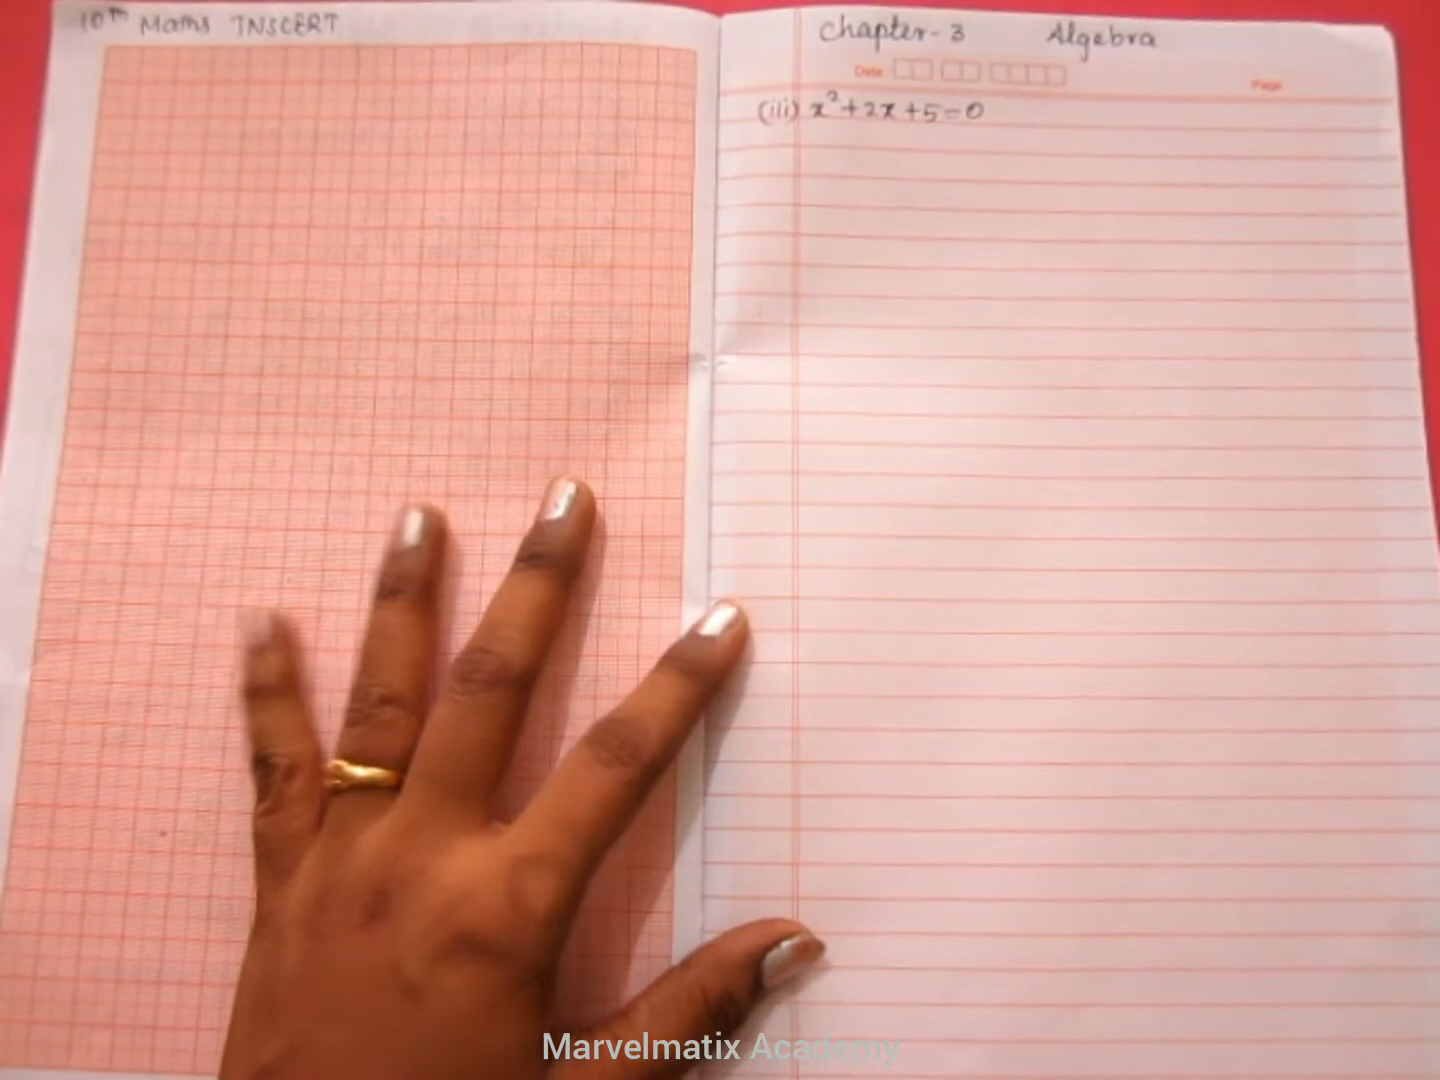 10th Maths TNSCERT
Chapter-3 Algebra
Date
Page
(iii) x²+2x+5=0
Marvelmatix Academy